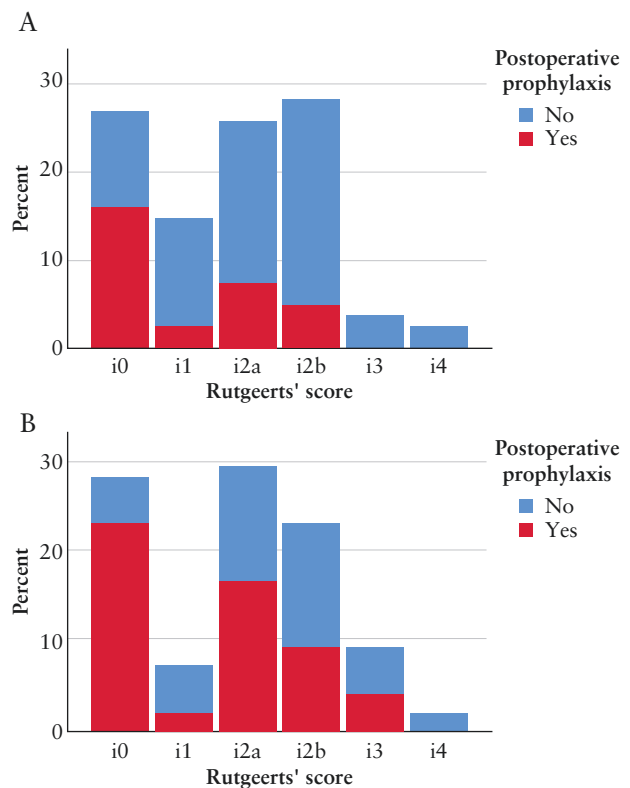 A
Postoperative
prophylaxis
No
Yes
30
20
10
0
Percent
i0 i1 i2a i2b i3 i4
Rutgeerts' score
B
Postoperative
prophylaxis
No
Yes
30
20
10
0
Percent
i0 i1 i2a i2b i3 i4
Rutgeerts' score